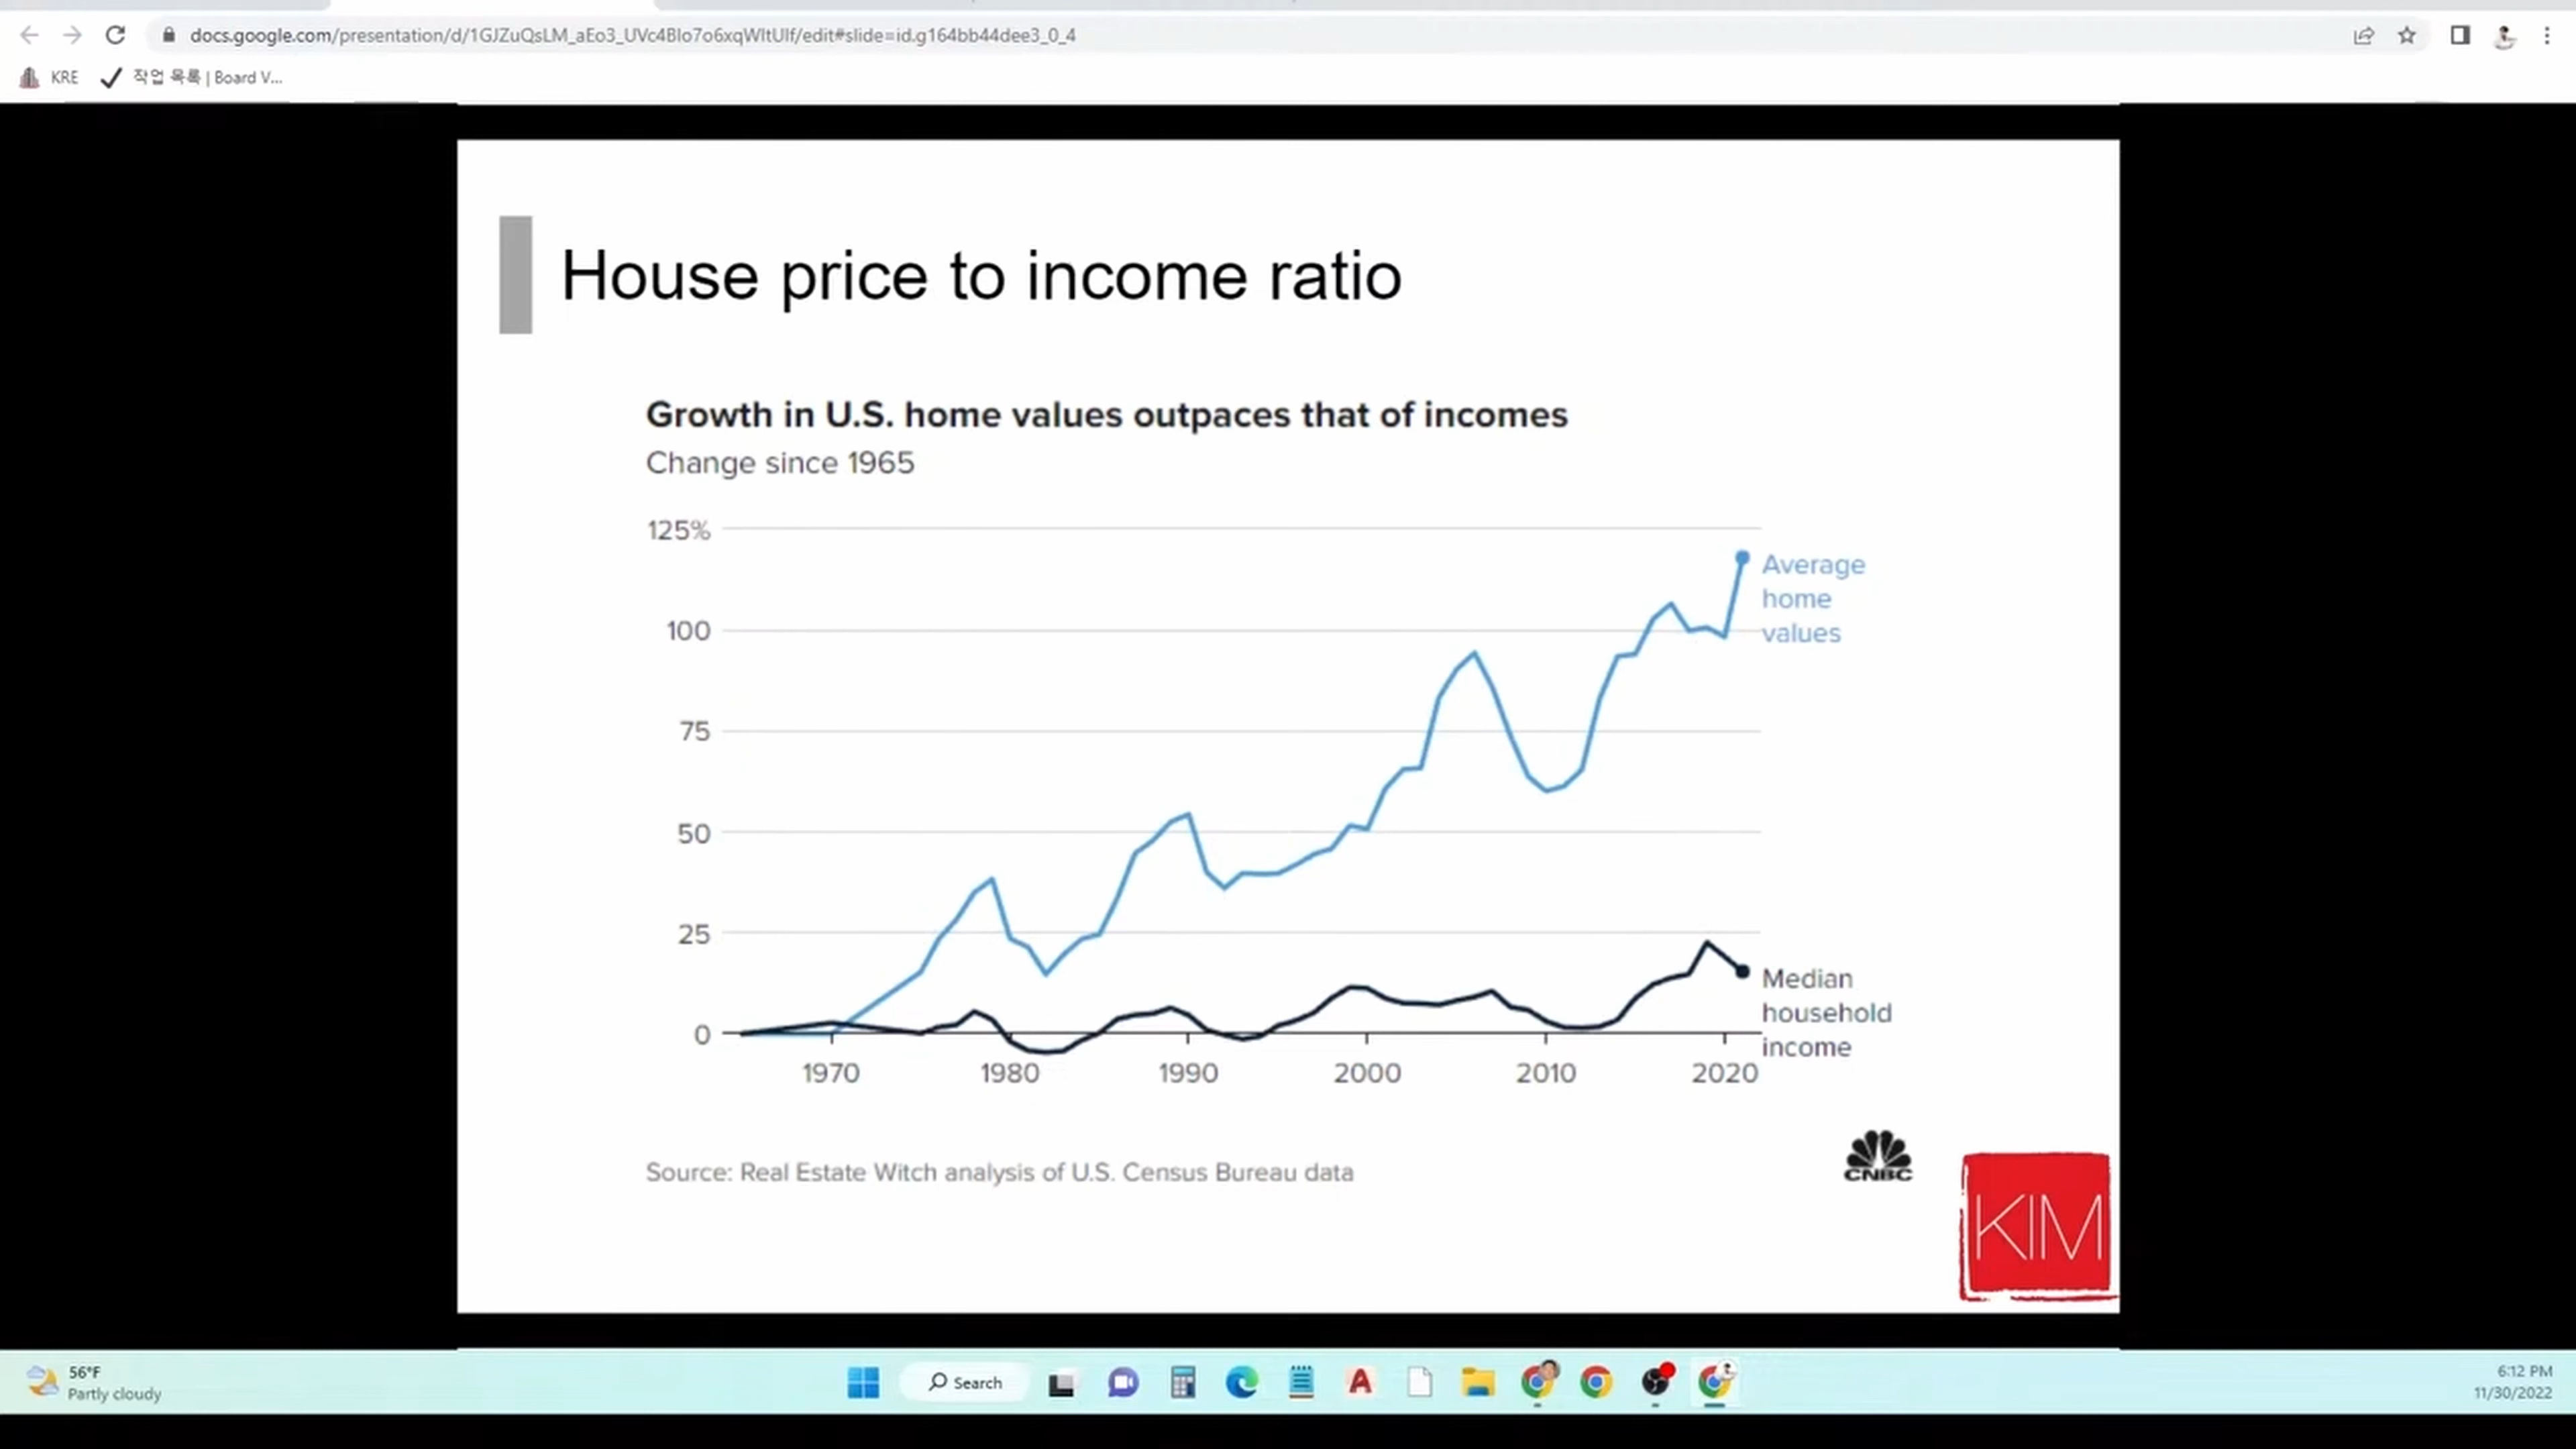 docs.google.com/presentation/d/1GJZuQsLM_aEo3_UVc4Blo7o6xqWItUlf/edit#slide=id.g164bb44dee3_0_4
KRE
작업 목록 | Board V...
House price to income ratio
Growth in U.S. home values outpaces that of incomes
Change since 1965
125%
100
75
50
25
0
Average
home
values
Median
household
income
1970 1980 1990 2000 2010 2020
Source: Real Estate Witch analysis of U.S. Census Bureau data
CNBC
KIM
56°F
Partly cloudy
Search
6:12 PM
11/30/2022